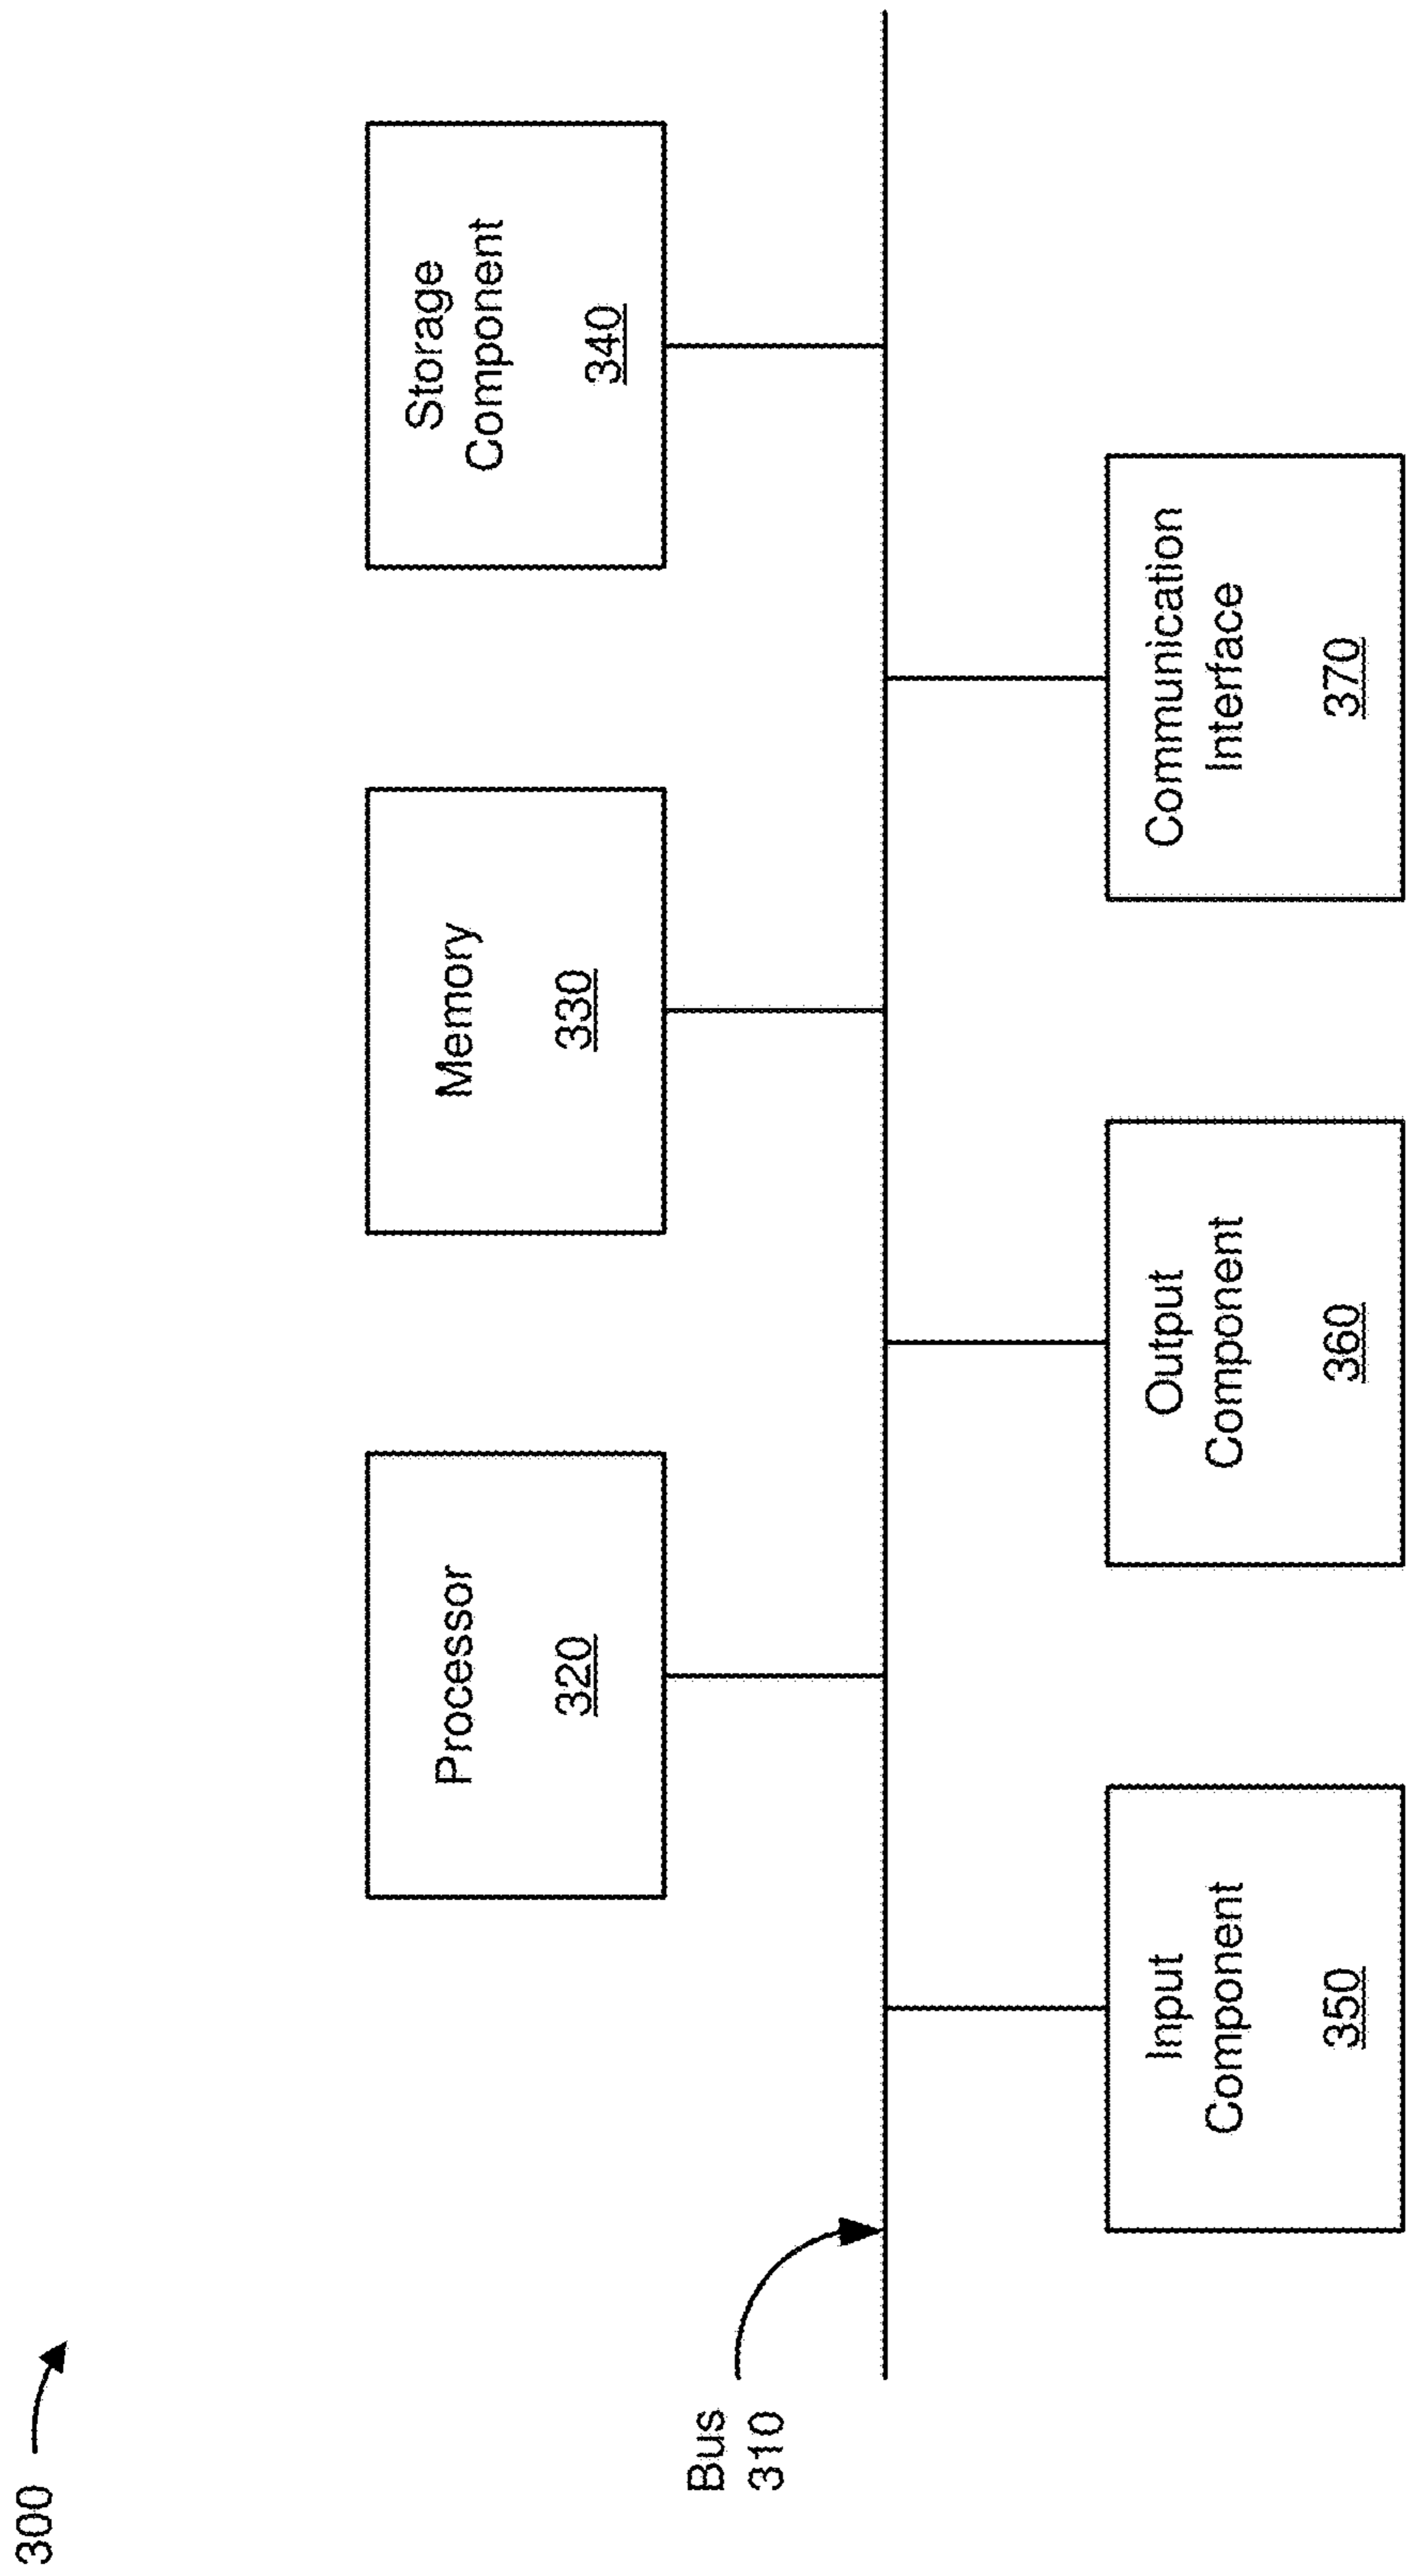 300
Processor
320
Memory
330
Storage
Component
340
Bus
310
Input
Component
350
Output
Component
360
Communication
Interface
370